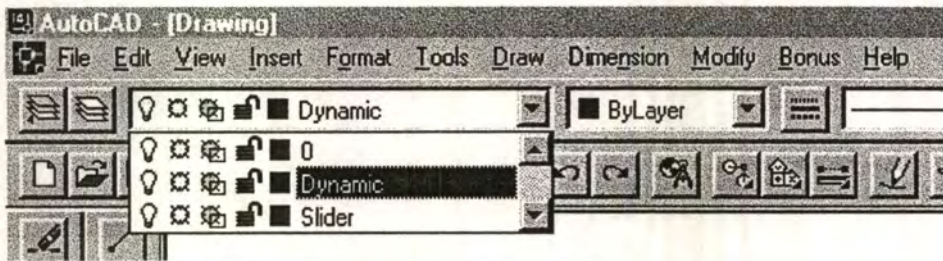 AutoCAD - [Drawing]
File Edit View Insert Format Tools Draw Dimension Modify Bonus Help
Dynamic ByLayer
0
Dynamic
Slider